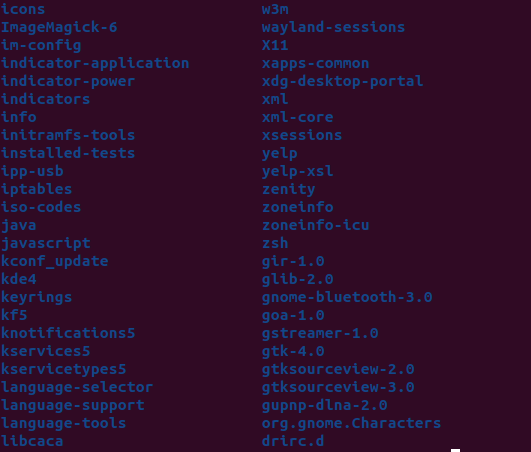 icons w3m
ImageMagick-6 wayland-sessions
im-config X11
indicator-application xapps-common
indicator-power xdg-desktop-portal
indicators xml
info xml-core
initramfs-tools xsessions
installed-tests yelp
ipp-usb yelp-xsl
iptables zenity
iso-codes zoneinfo
java zoneinfo-icu
javascript zsh
kconf_update gir-1.0
kde4 glib-2.0
keyrings gnome-bluetooth-3.0
kf5 goa-1.0
knotifications5 gstreamer-1.0
kservices5 gtk-4.0
kservicetypes5 gtksourceview-2.0
language-selector gtksourceview-3.0
language-support gupnp-dlna-2.0
language-tools org.gnome.Characters
libcaca drirc.d